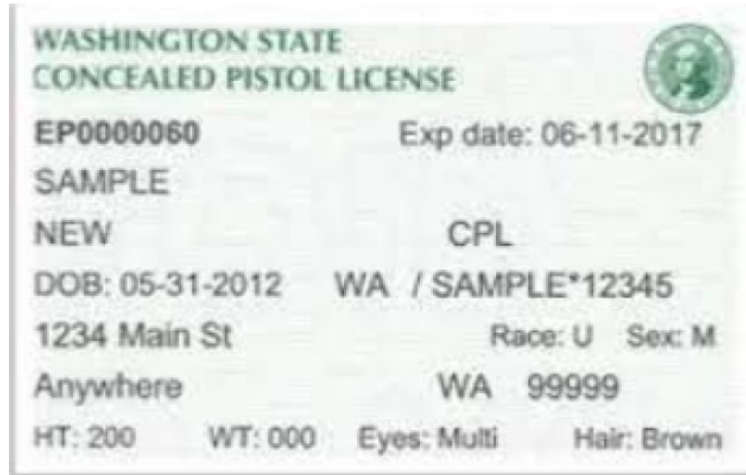 WASHINGTON STATE
CONCEALED PISTOL LICENSE
EP0000060 Exp date: 06-11-2017
SAMPLE
NEW CPL
DOB: 05-31-2012 WA / SAMPLE*12345
1234 Main St Race: U Sex: M
Anywhere WA 99999
HT: 200 WT: 000 Eyes: Multi Hair: Brown